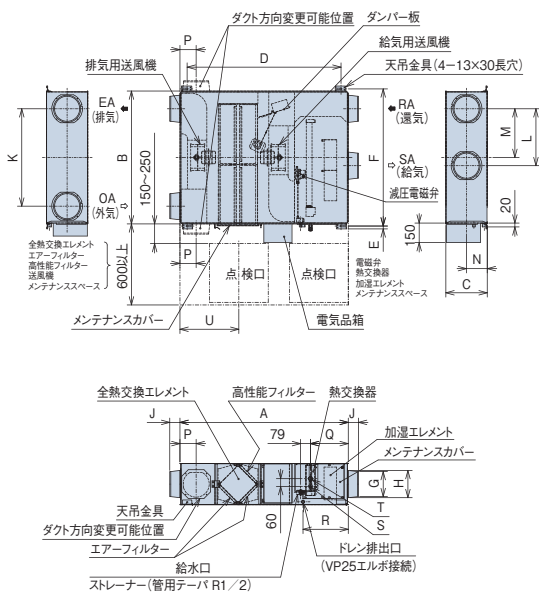 ダクト方向変更可能位置
ダンパー板
P
D
給気用送風機
排気用送風機
天吊金具(4−13×30長穴)
EA
(排気)
RA
(還気)
K
B
F
M
L
SA
(給気)
OA
(外気)
150~250
減圧電磁弁
20
150
E
N
C
全熱交換エレメント
エアーフィルター
高性能フィルター
送風機
メンテナンススペース
600以上
P
点検口
点検口
電磁弁
熱交換器
加湿エレメント
メンテナンススペース
メンテナンスカバー
U
電気品箱
全熱交換エレメント
高性能フィルター
熱交換器
J
A
J
P
79
Q
加湿エレメント
メンテナンスカバー
G
H
天吊金具
60
T
S
ダクト方向変更可能位置
R
エアーフィルター
給水口
ドレン排出口
ストレーナー(管用テーパ R1/2)
(VP25エルボ接続)